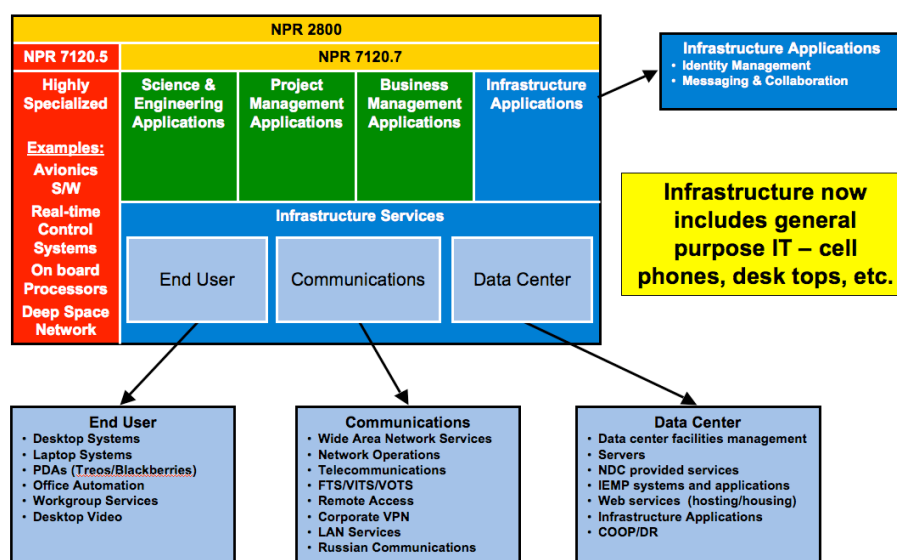 NPR 2800
NPR 7120.5
NPR 7120.7
Highly
Specialized
Examples:
Avionics
S/W
Real-time
Control
Systems
On board
Processors
Deep Space
Network
Science &
Engineering
Applications
Project
Management
Applications
Business
Management
Applications
Infrastructure
Applications
Infrastructure Services
End User
Communications
Data Center
Infrastructure Applications
• Identity Management
• Messaging & Collaboration
Infrastructure now
includes general
purpose IT – cell
phones, desk tops, etc.
End User
• Desktop Systems
• Laptop Systems
• PDAs (Treos/Blackberries)
• Office Automation
• Workgroup Services
• Desktop Video
Communications
• Wide Area Network Services
• Network Operations
• Telecommunications
• FTS/VITS/VOTS
• Remote Access
• Corporate VPN
• LAN Services
• Russian Communications
Data Center
• Data center facilities management
• Servers
• NDC provided services
• IEMP systems and applications
• Web services (hosting/housing)
• Infrastructure Applications
• COOP/DR